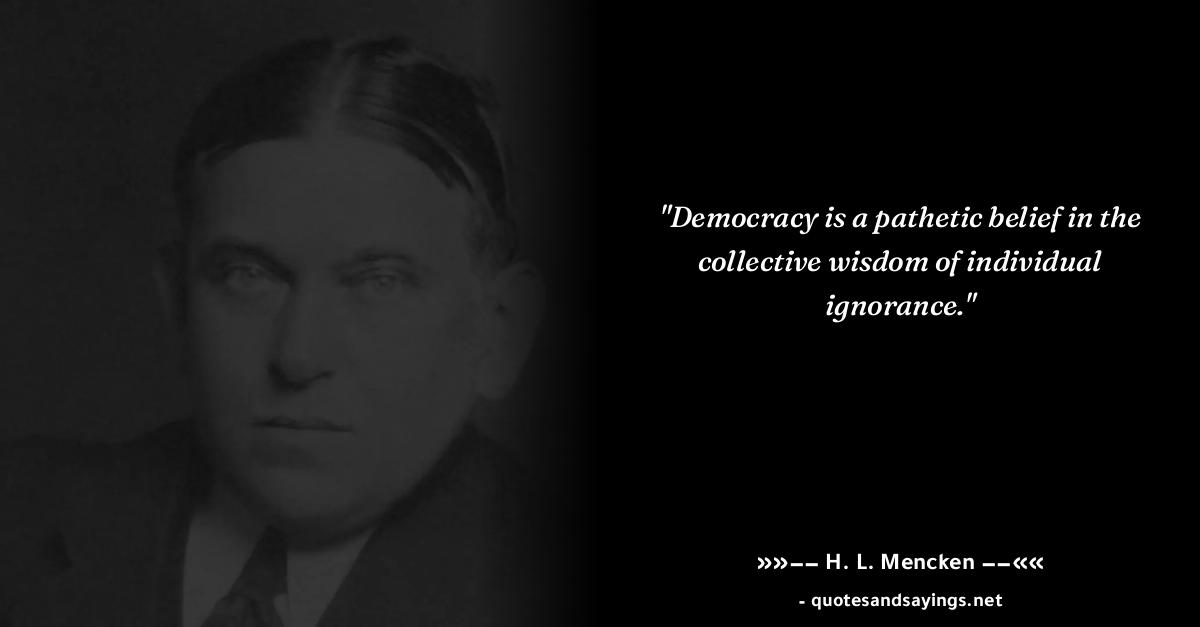 "Democracy is a pathetic belief in the
collective wisdom of individual
ignorance."
»»–– H. L. Mencken ––««
- quotesandsayings.net